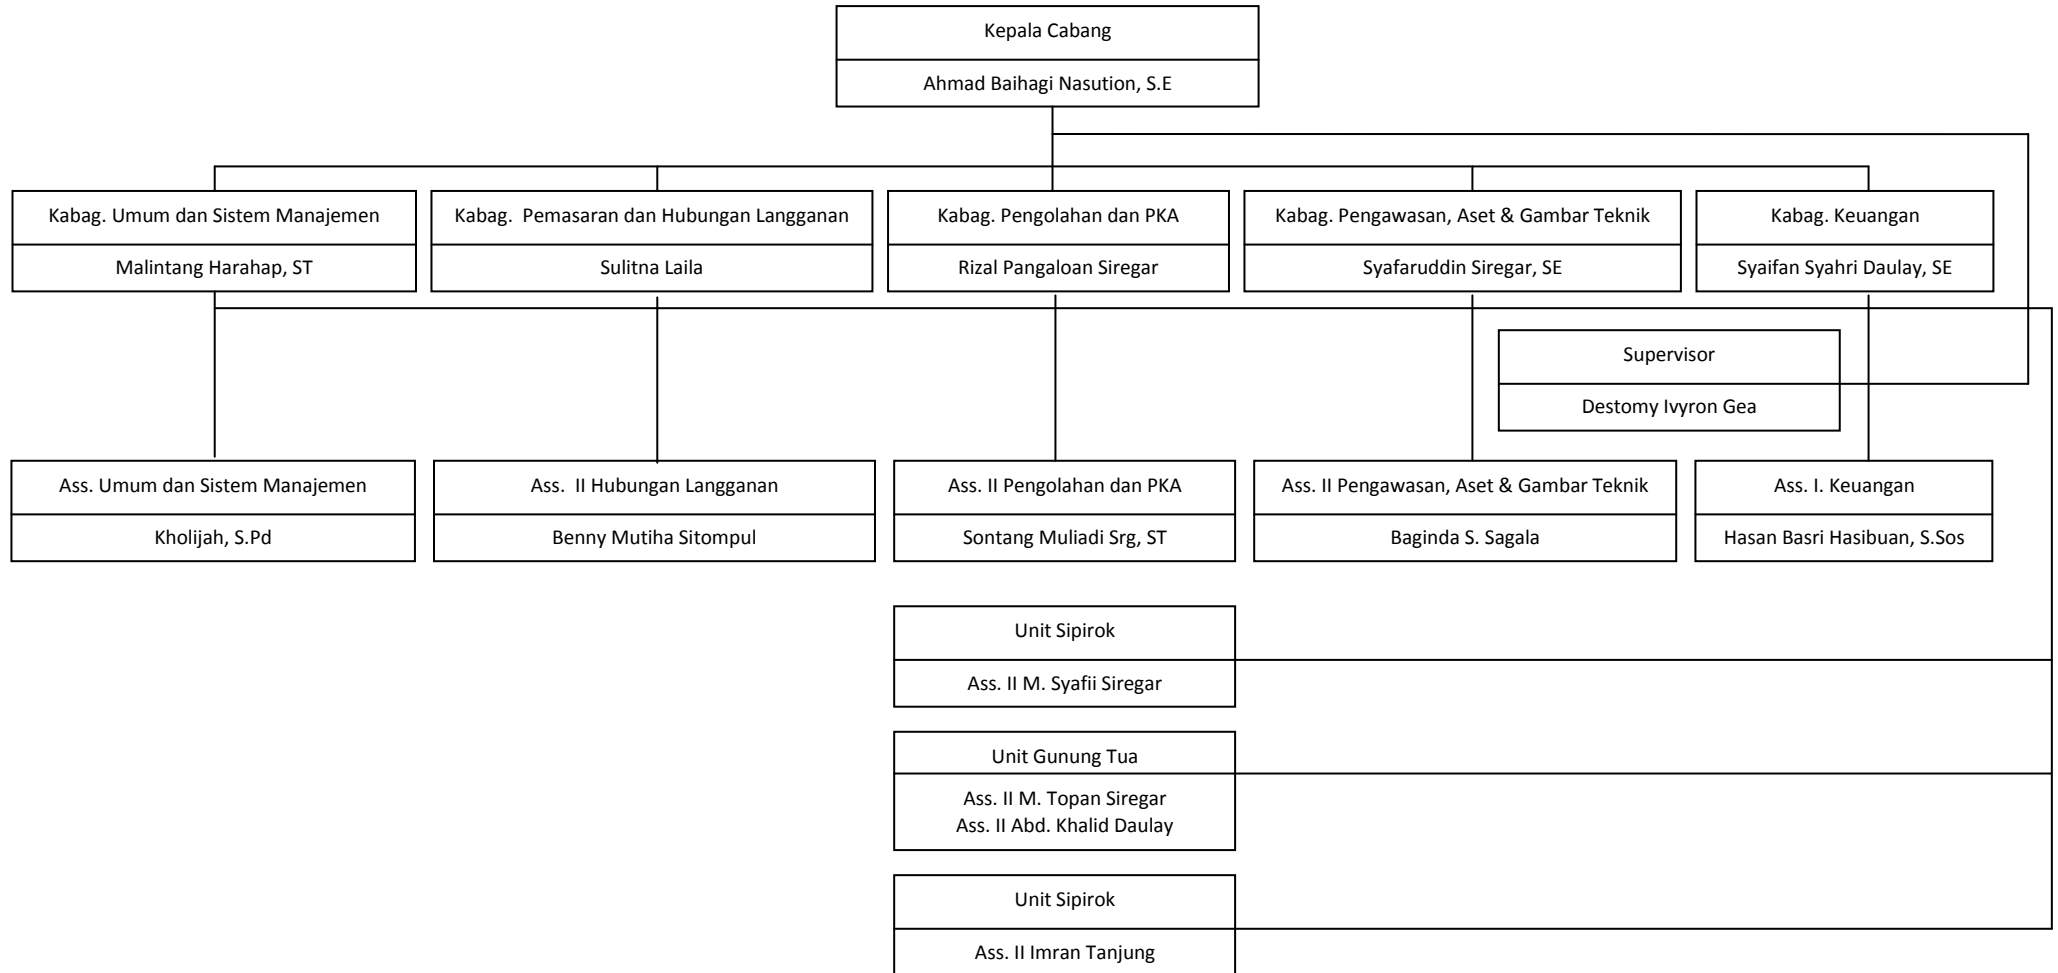 Kepala Cabang
Ahmad Baihagi Nasution, S.E
Kabag. Umum dan Sistem Manajemen
Malintang Harahap, ST
Kabag.  Pemasaran dan Hubungan Langganan
Sulitna Laila
Kabag. Pengolahan dan PKA
Rizal Pangaloan Siregar
Kabag. Pengawasan, Aset & Gambar Teknik
Syafaruddin Siregar, SE
Kabag. Keuangan
Syaifan Syahri Daulay, SE
Supervisor
Destomy Ivyron Gea
Ass. Umum dan Sistem Manajemen
Kholijah, S.Pd
Ass.  II Hubungan Langganan
Benny Mutiha Sitompul
Ass. II Pengolahan dan PKA
Sontang Muliadi Srg, ST
Ass. II Pengawasan, Aset & Gambar Teknik
Baginda S. Sagala
Ass. I. Keuangan
Hasan Basri Hasibuan, S.Sos
Unit Sipirok
Ass. II M. Syafii Siregar
Unit Gunung Tua
Ass. II M. Topan Siregar
Ass. II Abd. Khalid Daulay
Unit Sipirok
Ass. II Imran Tanjung